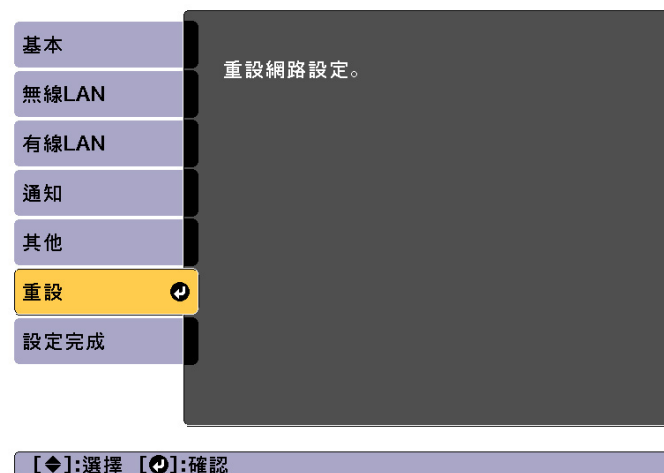 基本
無線LAN
有線LAN
通知
其他
重設
設定完成
重設網路設定。
[◆]:選擇 [↵]:確認